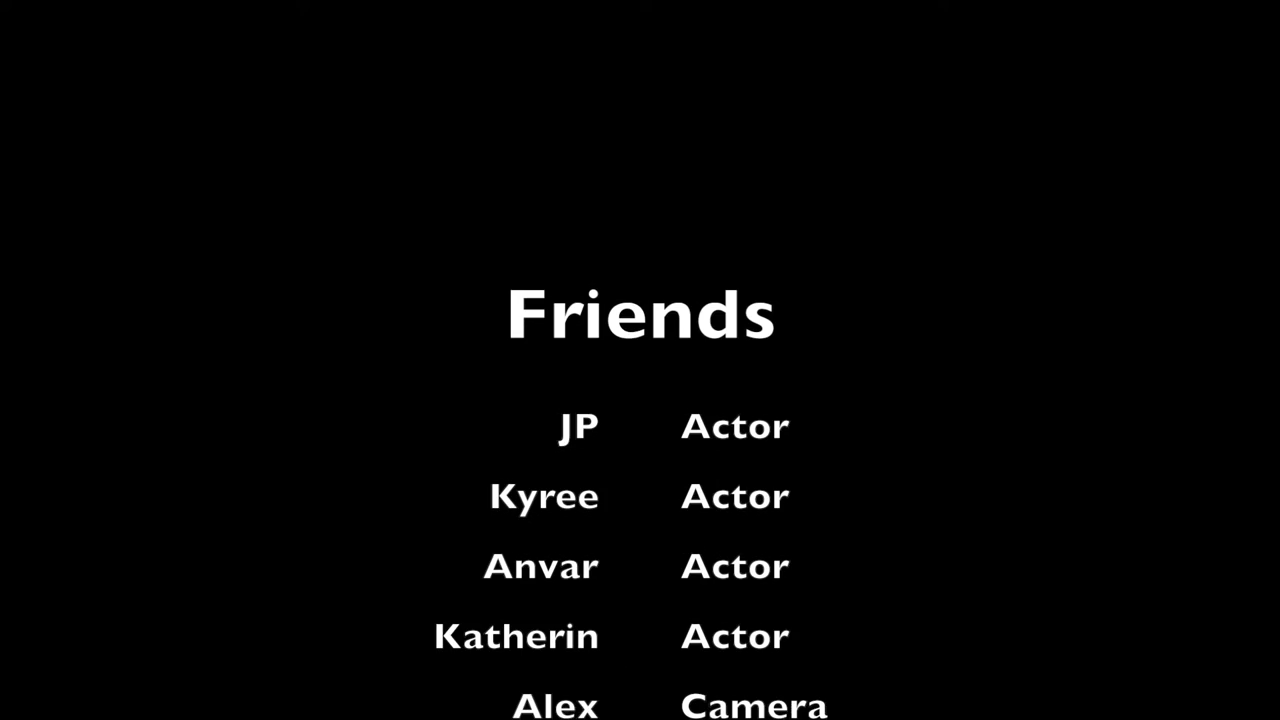 Friends
JP Actor
Kyree Actor
Anvar Actor
Katherin Actor
Alex Camera